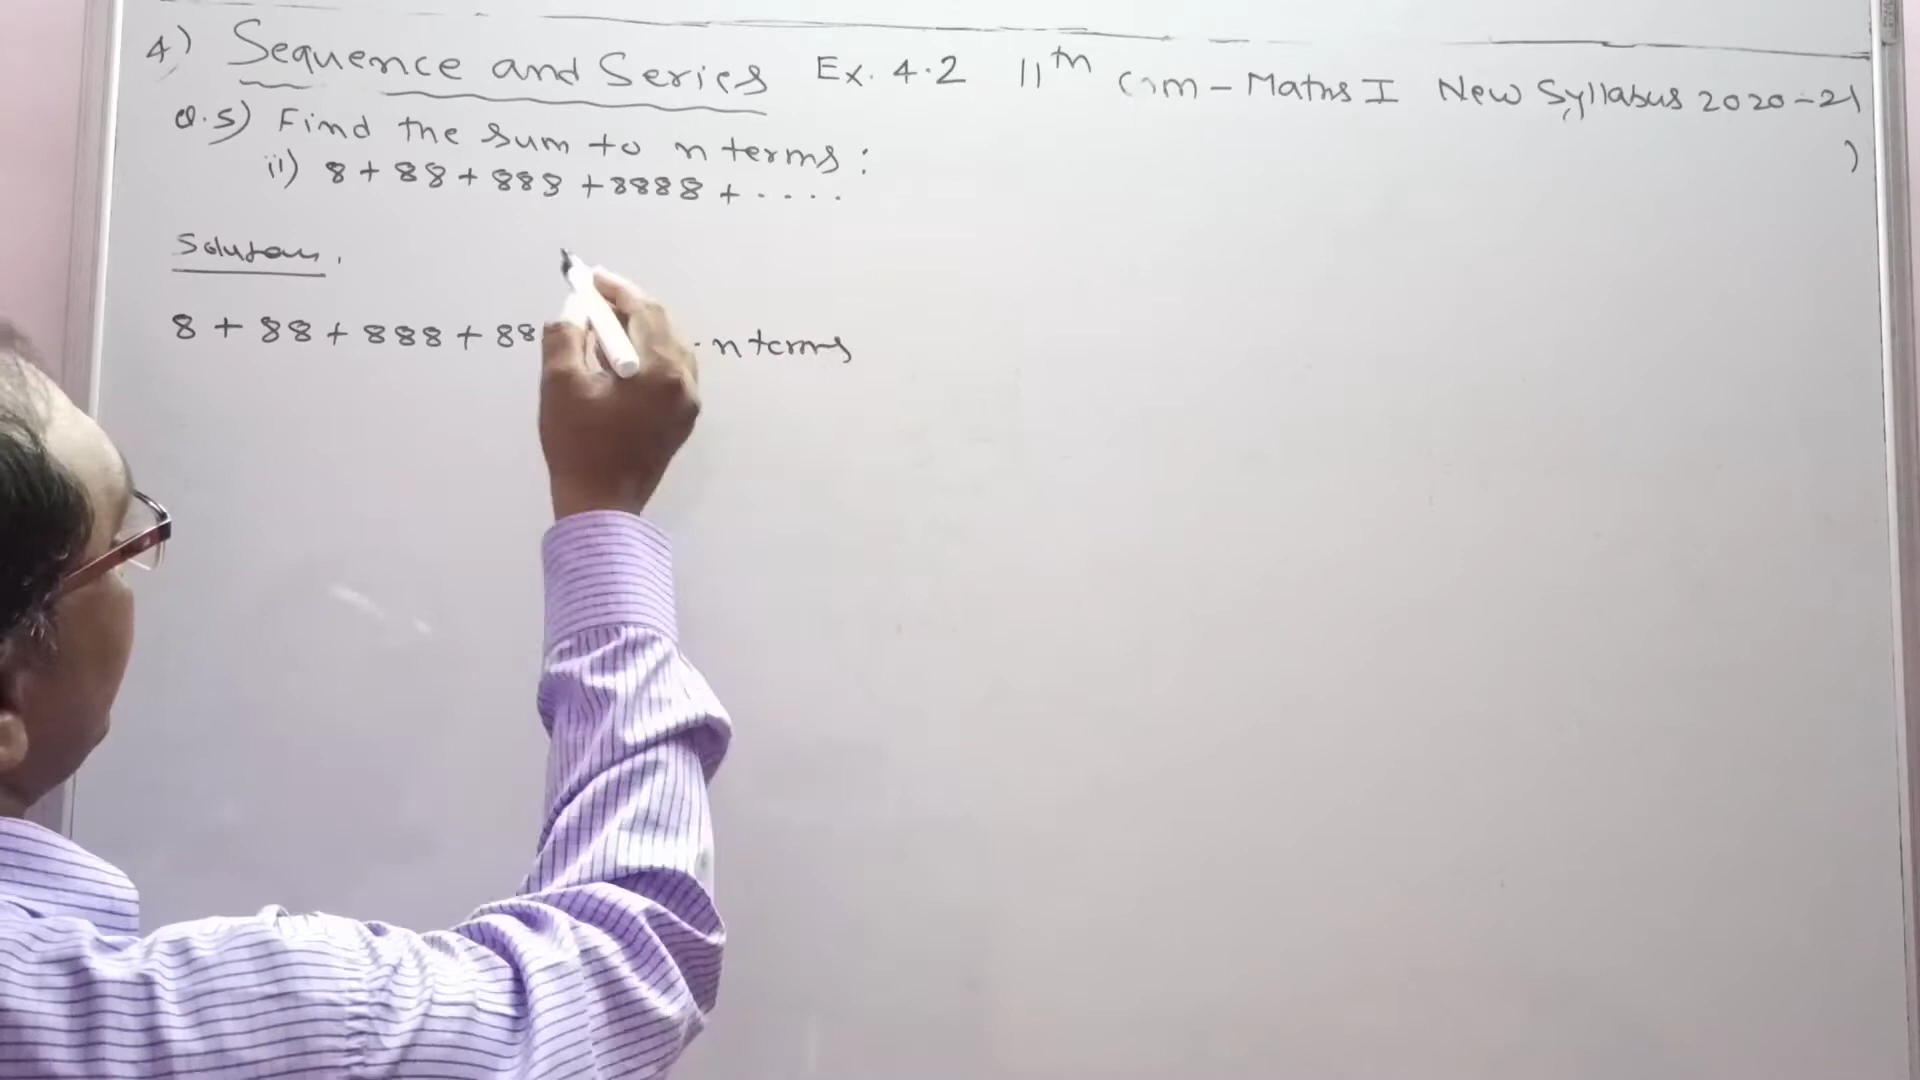 4) Sequence and Series Ex. 4.2 11th Com - Maths I New Syllabus 2020-21
Q.5) Find the sum to n terms : )
ii) 8 + 88 + 888 + 8888 + ....
Solution.
8 + 88 + 888 + 88 . n terms